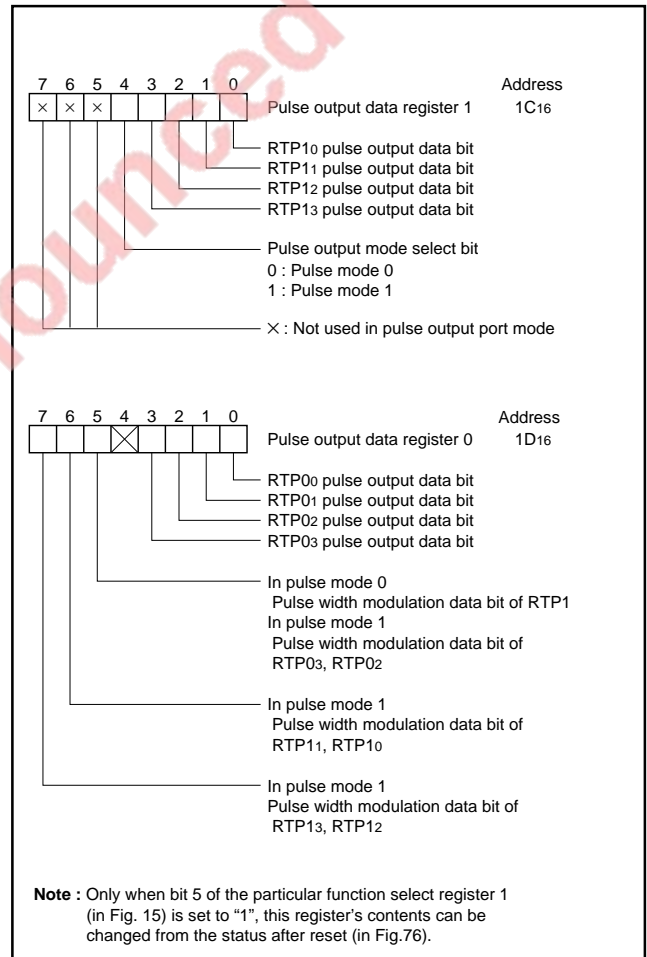 7 6 5 4 3 2 1 0 Address
× × × Pulse output data register 1 1C16
RTP10 pulse output data bit
RTP11 pulse output data bit
RTP12 pulse output data bit
RTP13 pulse output data bit
Pulse output mode select bit
0 : Pulse mode 0
1 : Pulse mode 1
× : Not used in pulse output port mode
7 6 5 4 3 2 1 0 Address
Pulse output data register 0 1D16
RTP00 pulse output data bit
RTP01 pulse output data bit
RTP02 pulse output data bit
RTP03 pulse output data bit
In pulse mode 0
Pulse width modulation data bit of RTP1
In pulse mode 1
Pulse width modulation data bit of
RTP03, RTP02
In pulse mode 1
Pulse width modulation data bit of
RTP11, RTP10
In pulse mode 1
Pulse width modulation data bit of
RTP13, RTP12
Note : Only when bit 5 of the particular function select register 1
(in Fig. 15) is set to “1”, this register’s contents can be
changed from the status after reset (in Fig.76).
ounced